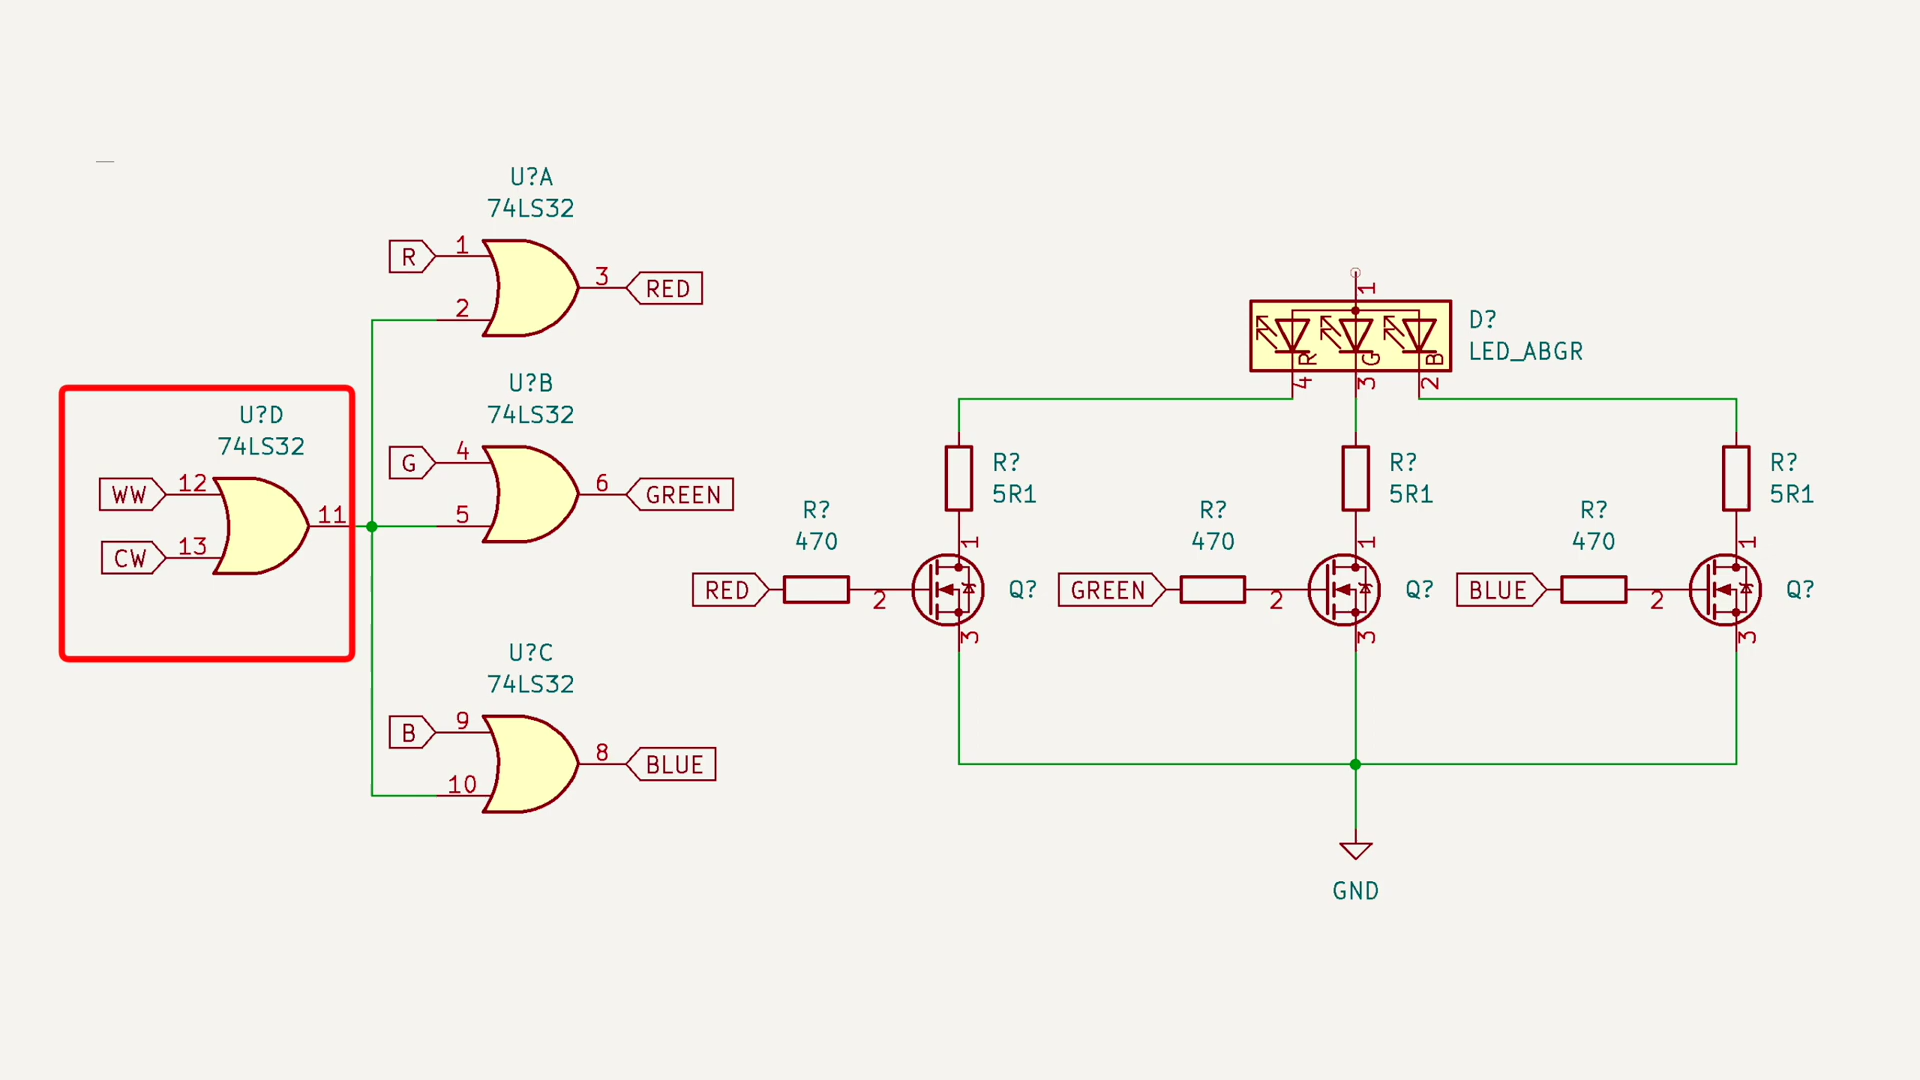 U?A
74LS32
R
1
2
3
RED
U?B
74LS32
G
4
5
6
GREEN
U?D
74LS32
WW
12
CW
13
11
U?C
74LS32
B
9
10
8
BLUE
1
D?
LED_ABGR
R
G
B
4
3
2
R?
5R1
R?
5R1
R?
5R1
R?
470
R?
470
R?
470
1
1
1
RED
2
Q?
GREEN
2
Q?
BLUE
2
Q?
3
3
3
GND